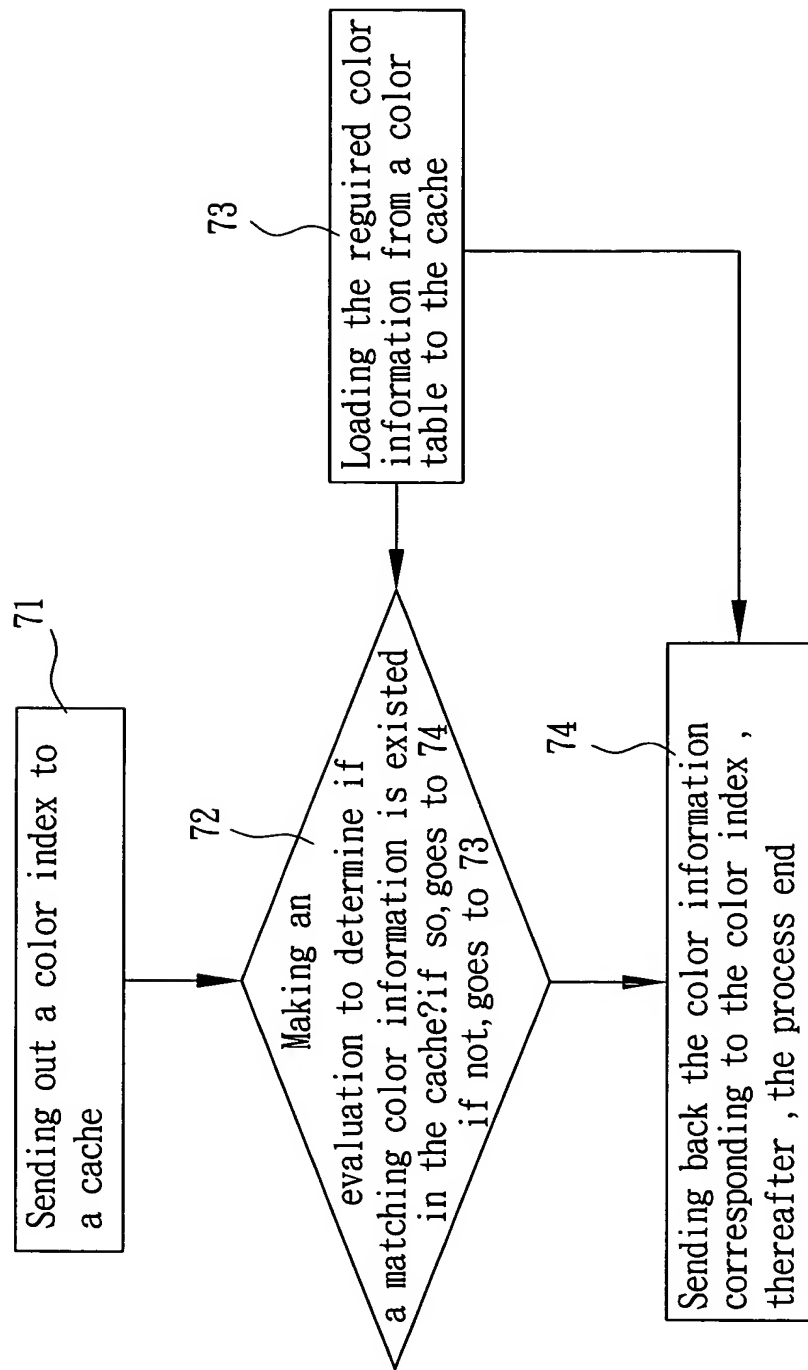 71
Sending out a color index to
a cache
72
Making an
evaluation to determine if
a matching color information is existed
in the cache?if so,goes to 74
if not,goes to 73
73
Loading the reguired color
information from a color
table to the cache
74
Sending back the color information
corresponding to the color index ,
thereafter , the process end